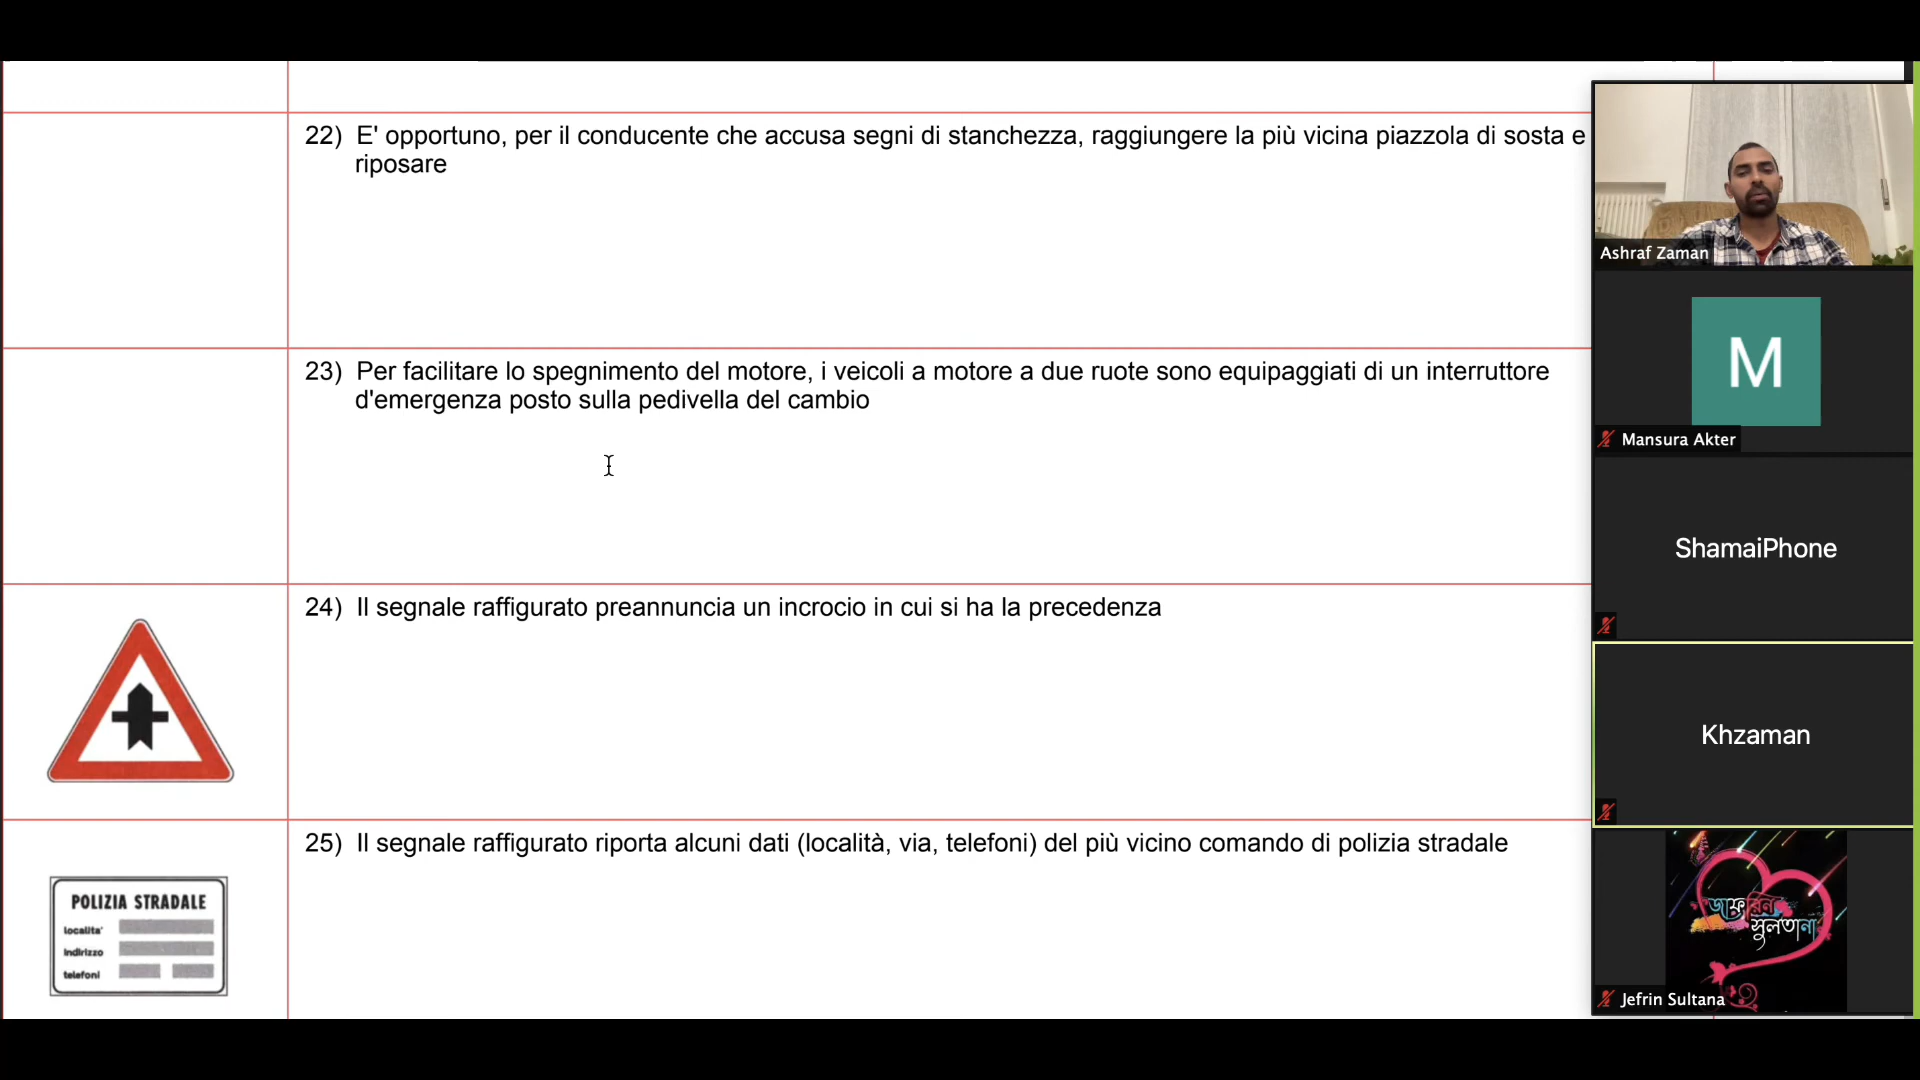 22) E' opportuno, per il conducente che accusa segni di stanchezza, raggiungere la più vicina piazzola di sosta e
riposare
23) Per facilitare lo spegnimento del motore, i veicoli a motore a due ruote sono equipaggiati di un interruttore
d'emergenza posto sulla pedivella del cambio
24) Il segnale raffigurato preannuncia un incrocio in cui si ha la precedenza
25) Il segnale raffigurato riporta alcuni dati (località, via, telefoni) del più vicino comando di polizia stradale
POLIZIA STRADALE
localita'
indirizzo
telefoni
Ashraf Zaman
M
Mansura Akter
ShamaiPhone
Khzaman
জাফরিন
সুলতানা
Jefrin Sultana